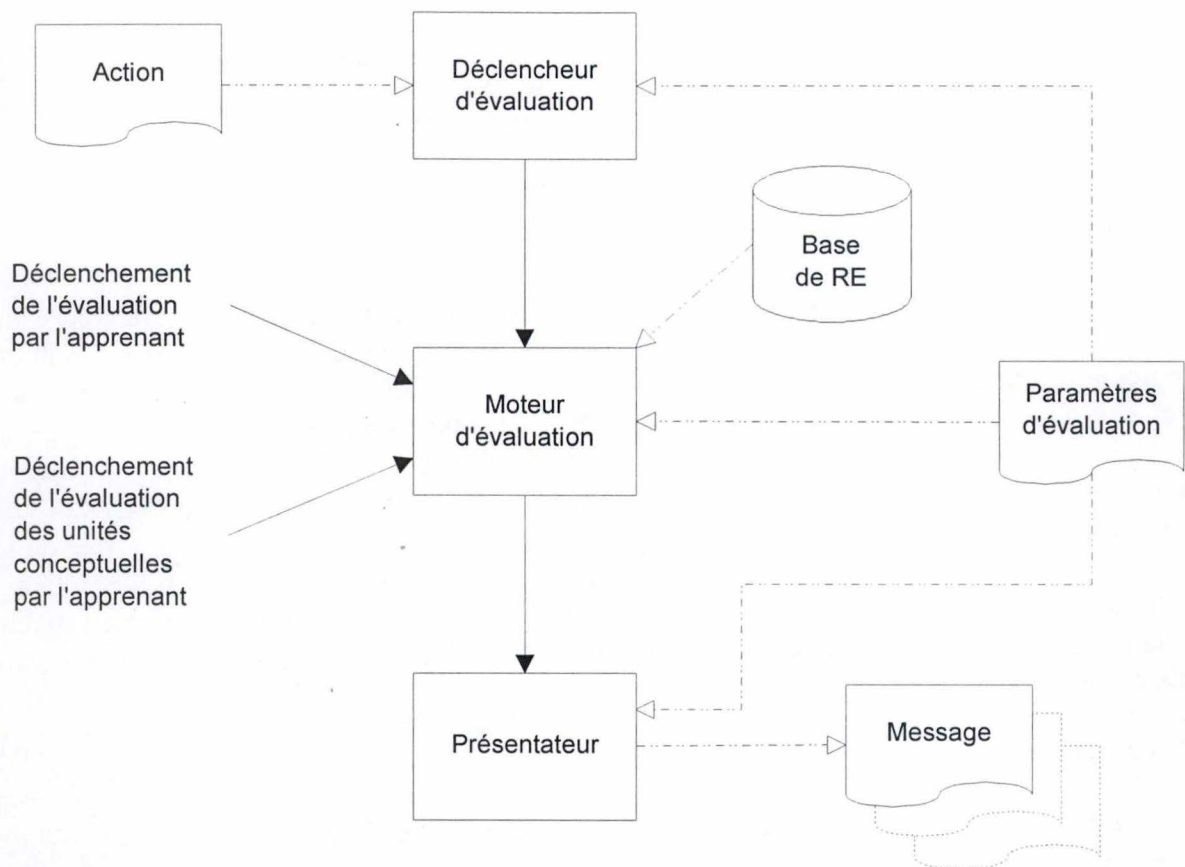 Action
Déclencheur
d'évaluation
Base
de RE
Déclenchement
de l'évaluation
par l'apprenant
Moteur
d'évaluation
Paramètres
d'évaluation
Déclenchement
de l'évaluation
des unités
conceptuelles
par l'apprenant
Présentateur
Message